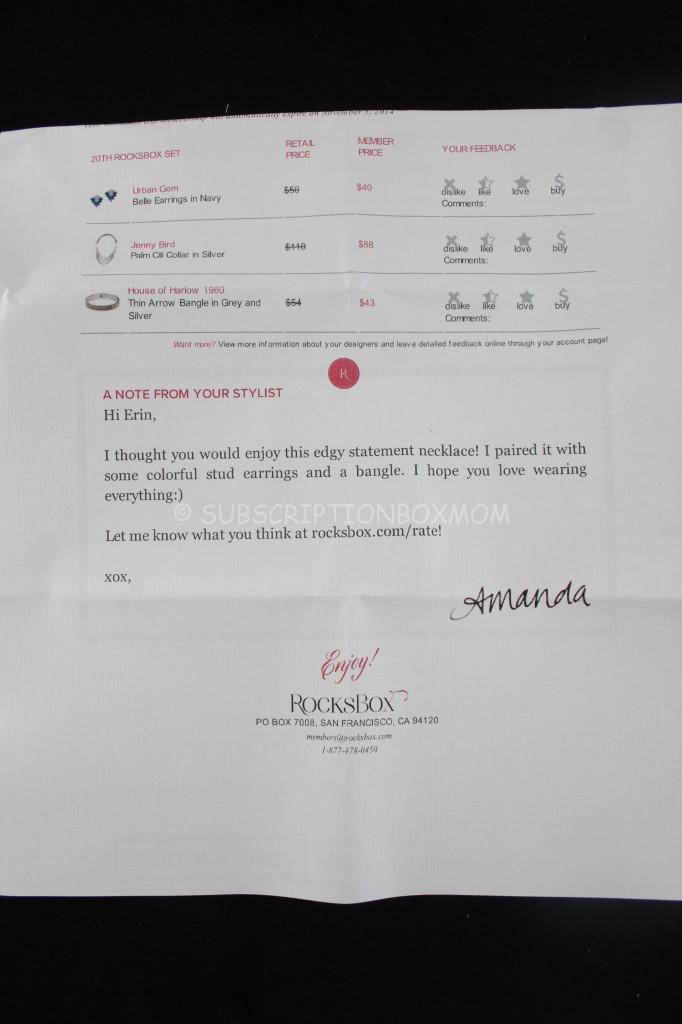 automatically expire on November 5, 2014
20TH ROCKSBOX SET RETAIL PRICE MEMBER PRICE YOUR FEEDBACK
Urban Gem
Belle Earrings in Navy
$50 $40
dislike like love buy
Comments:
Jenny Bird
Palm Cili Collar in Silver
$110 $88
dislike like love buy
Comments:
House of Harlow 1960
Thin Arrow Bangle in Grey and
Silver
$54 $43
dislike like love buy
Comments:
Want more? View more information about your designers and leave detailed feedback online through your account page!
R
A NOTE FROM YOUR STYLIST
Hi Erin,
I thought you would enjoy this edgy statement necklace! I paired it with
some colorful stud earrings and a bangle. I hope you love wearing
everything:)
© SUBSCRIPTIONBOXMOM
Let me know what you think at rocksbox.com/rate!
xox,
Amanda
Enjoy!
ROCKSBOX
PO BOX 7008, SAN FRANCISCO, CA 94120
members@rocksbox.com
1-877-478-0450